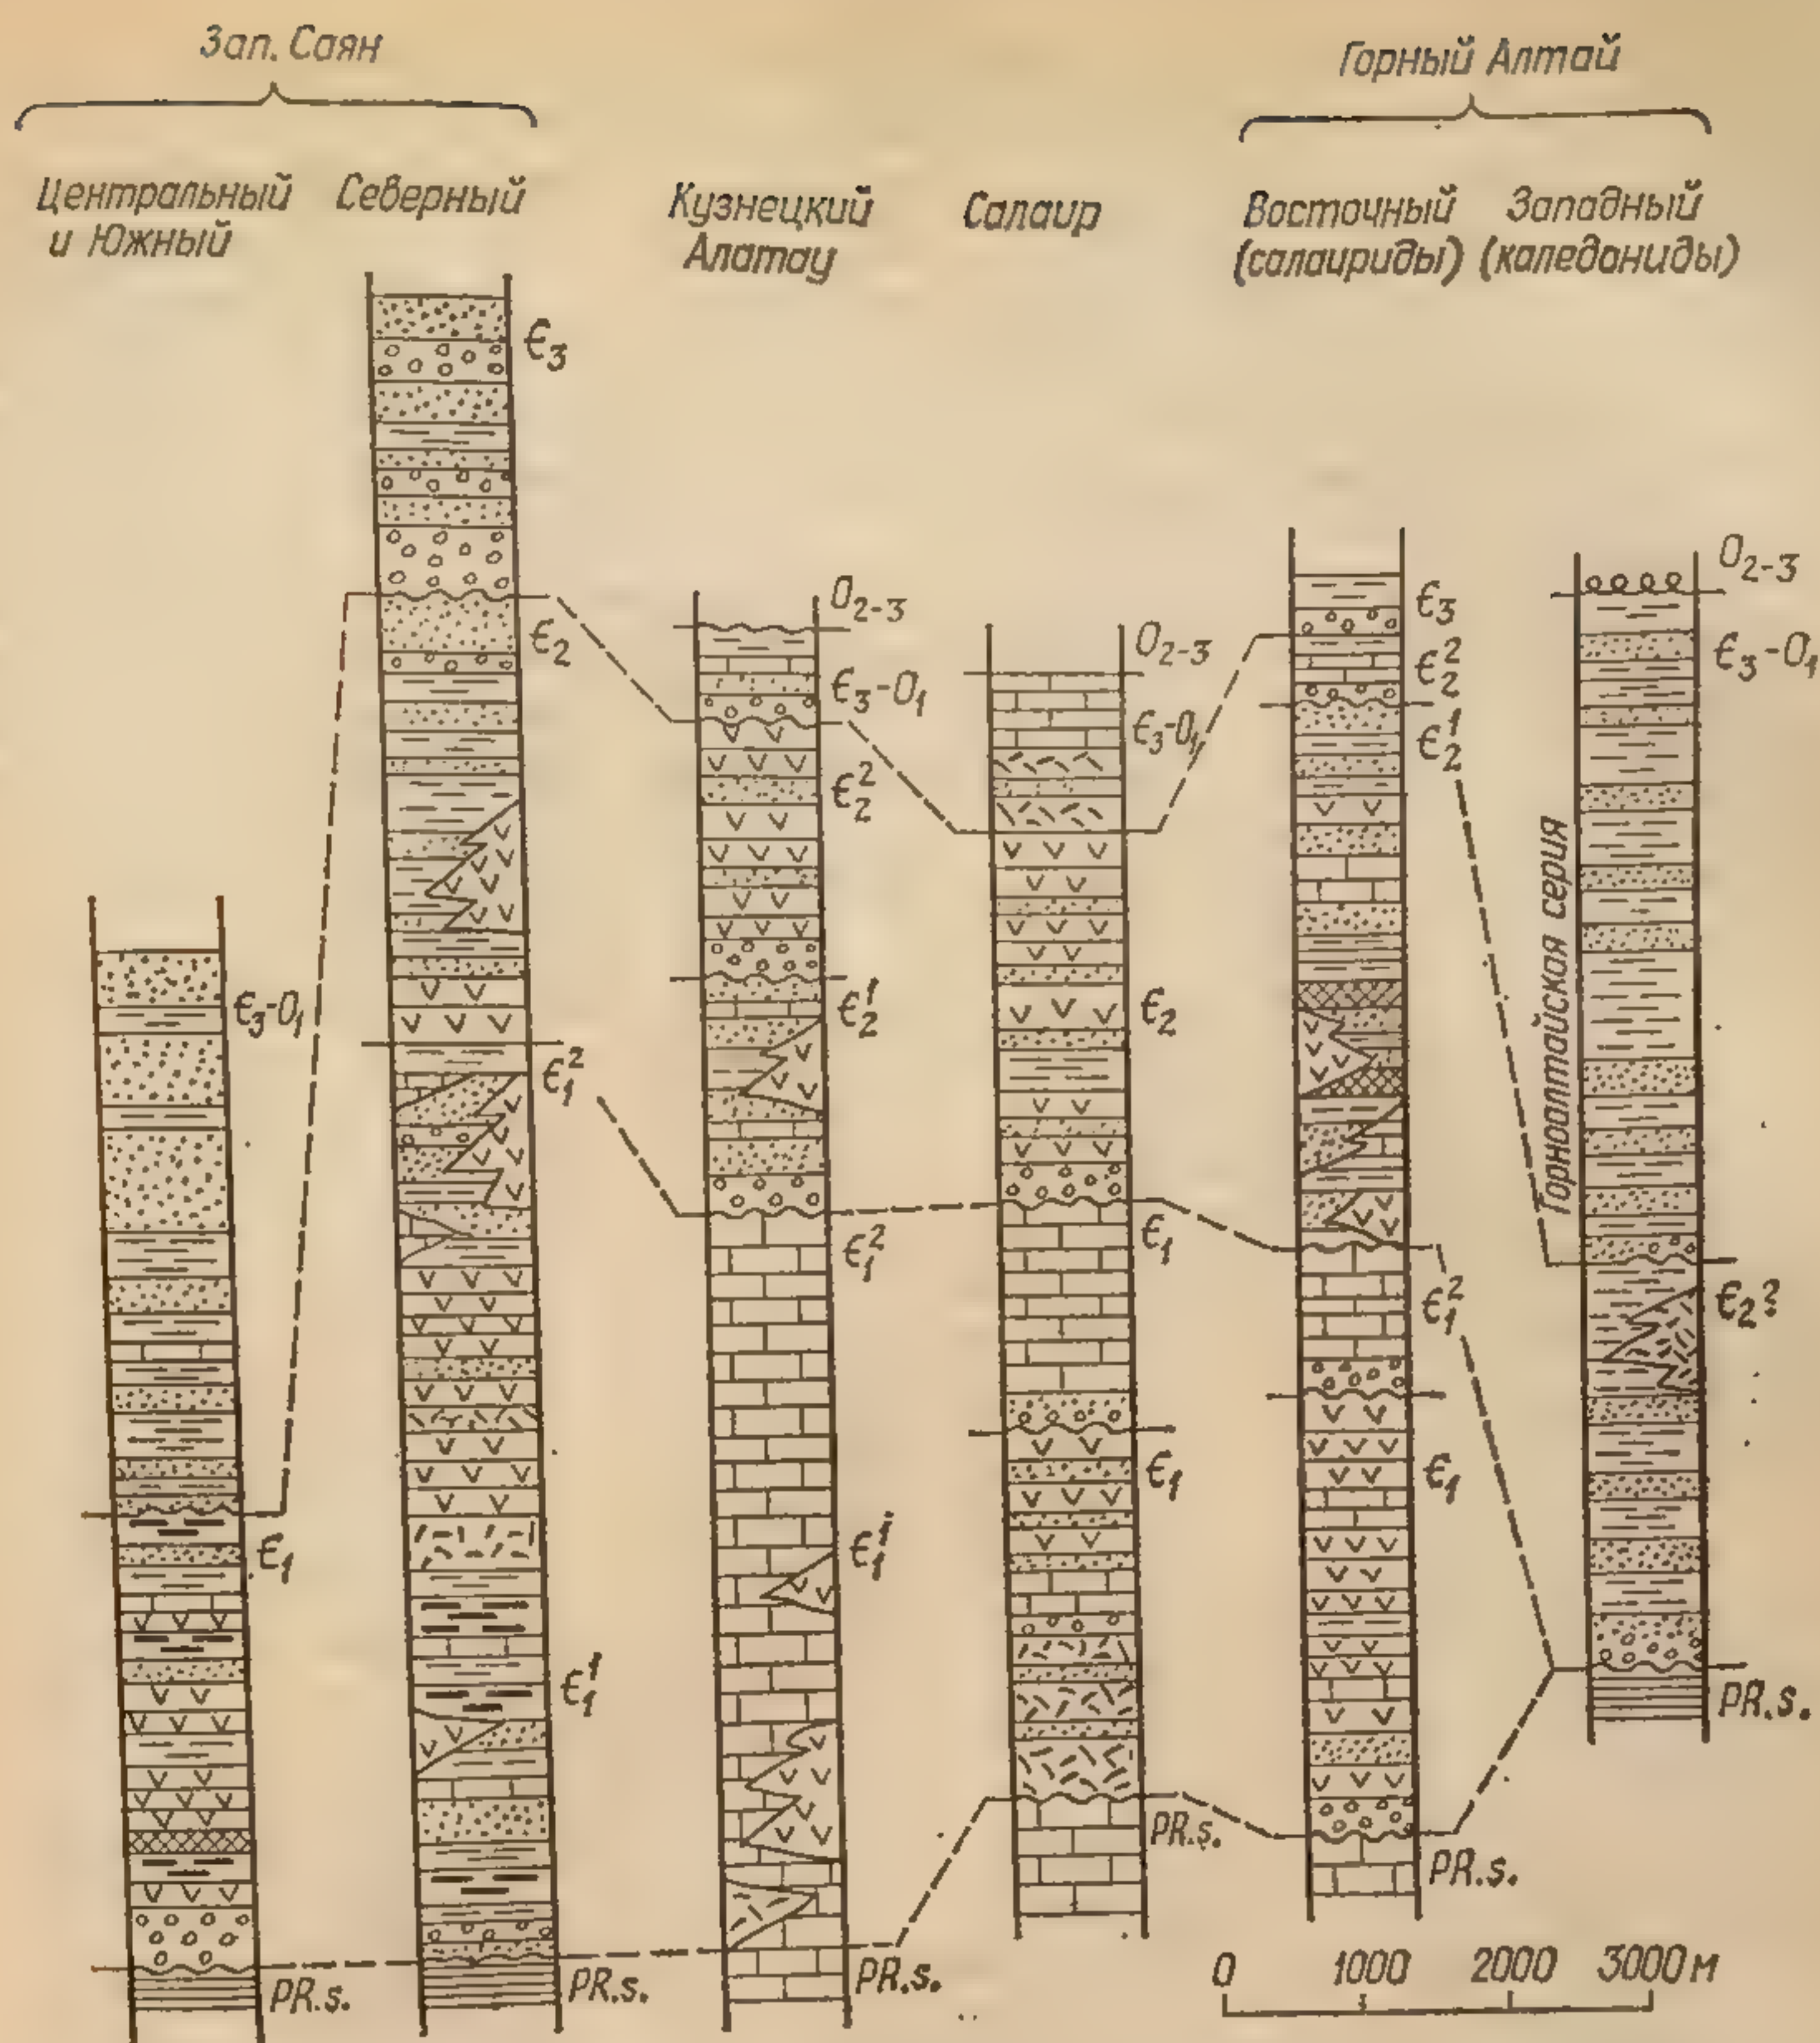 Зап. Саян
Горный Алтай
Центральный
и Южный
Северный
Кузнецкий
Алатау
Салаир
Восточный
(салаириды)
Западный
(каледониды)
Є3-O1
Є1
PR.s.
Є3
Є2
Є1²
Є1¹
PR.s.
O2-3
Є3-O1
Є2²
Є2¹
Є1²
Є1¹
PR.s.
O2-3
Є3-O1
Є2
Є1
Є1
PR.s.
Є3
Є2²
Є2¹
Є1²
Є1
PR.s.
Горноалтайская серия
O2-3
Є3-O1
Є2?
PR.s.
0 1000 2000 3000 м